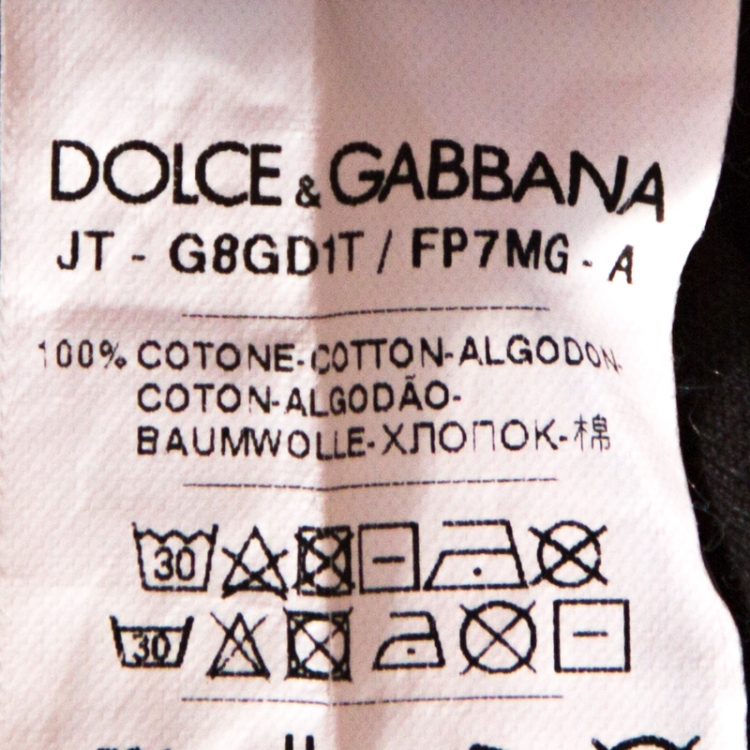 DOLCE & GABBANA
JT - G8GD1T / FP7MG - A
100% COTONE-COTTON-ALGODON-
COTON-ALGODÃO-
BAUMWOLLE-ХЛОПОК-棉
30
30